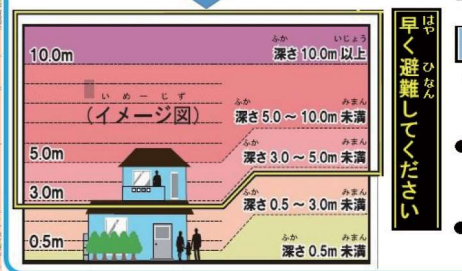 10.0m
ふか いじょう
深さ 10.0m 以上
いめーじず
(イメージ図)
ふか みまん
深さ 5.0 ～ 10.0m 未満
5.0m
ふか みまん
深さ 3.0 ～ 5.0m 未満
3.0m
ふか みまん
深さ 0.5 ～ 3.0m 未満
0.5m
ふか みまん
深さ 0.5m 未満
はや ひなん
早く避難してください